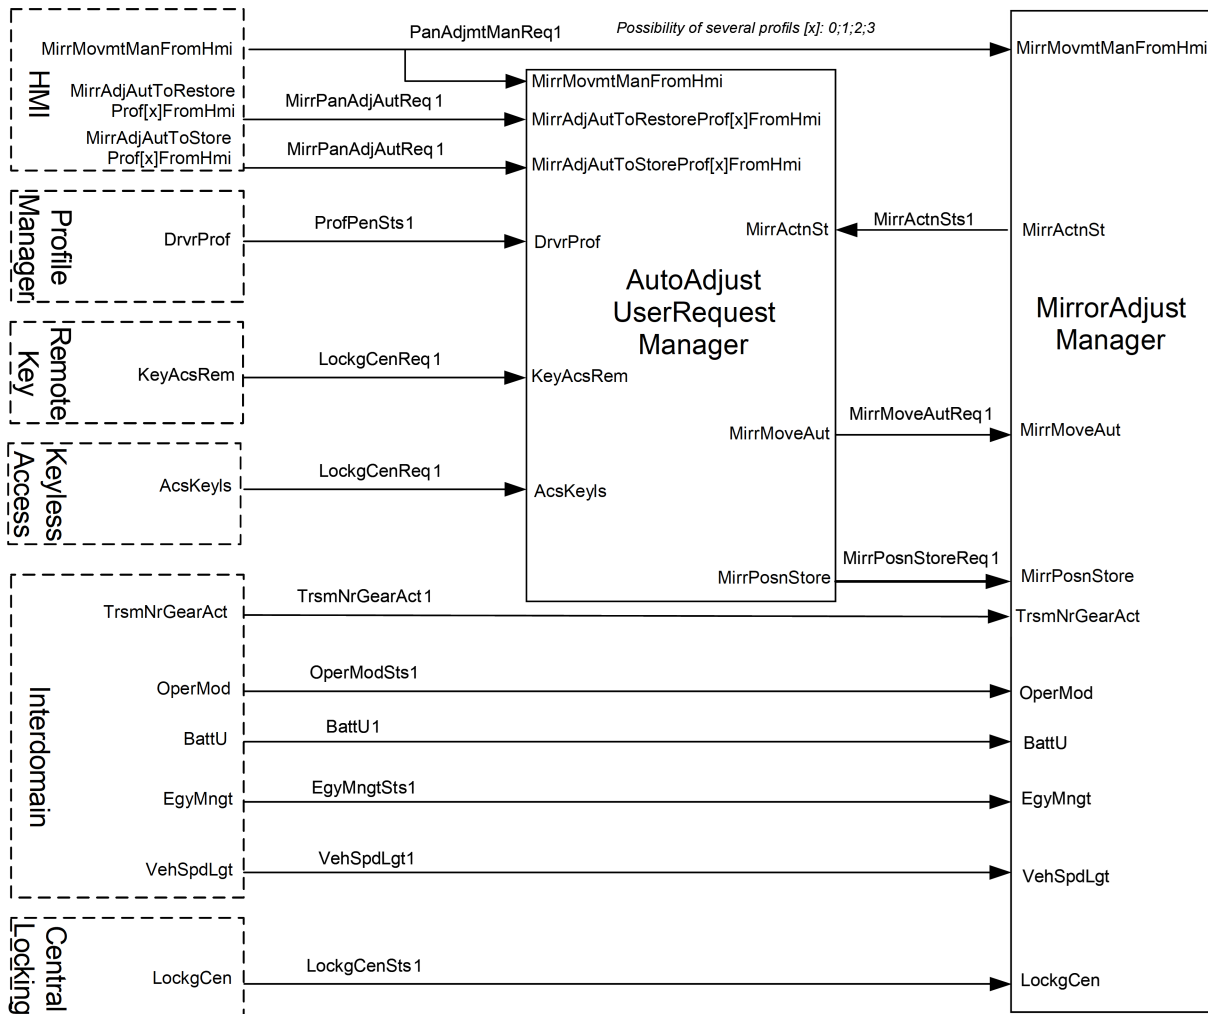 PanAdjmtManReq1
Possibility of several profils [x]: 0;1;2;3
HMI
MirrMovmtManFromHmi
MirrMovmtManFromHmi
MirrMovmtManFromHmi
MirrAdjAutToRestore
Prof[x]FromHmi
MirrPanAdjAutReq1
MirrAdjAutToRestoreProf[x]FromHmi
MirrAdjAutToStore
Prof[x]FromHmi
MirrPanAdjAutReq1
MirrAdjAutToStoreProf[x]FromHmi
Profile
Manager
DrvrProf
ProfPenSts1
DrvrProf
MirrActnSt
MirrActnSts1
MirrActnSt
AutoAdjust
UserRequest
Manager
MirrorAdjust
Manager
Remote
Key
KeyAcsRem
LockgCenReq1
KeyAcsRem
MirrMoveAut
MirrMoveAutReq1
MirrMoveAut
Keyless
Access
AcsKeyls
LockgCenReq1
AcsKeyls
MirrPosnStore
MirrPosnStoreReq1
MirrPosnStore
Interdomain
TrsmNrGearAct
TrsmNrGearAct1
TrsmNrGearAct
OperMod
OperModSts1
OperMod
BattU
BattU1
BattU
EgyMngt
EgyMngtSts1
EgyMngt
VehSpdLgt
VehSpdLgt1
VehSpdLgt
Central
Locking
LockgCen
LockgCenSts1
LockgCen